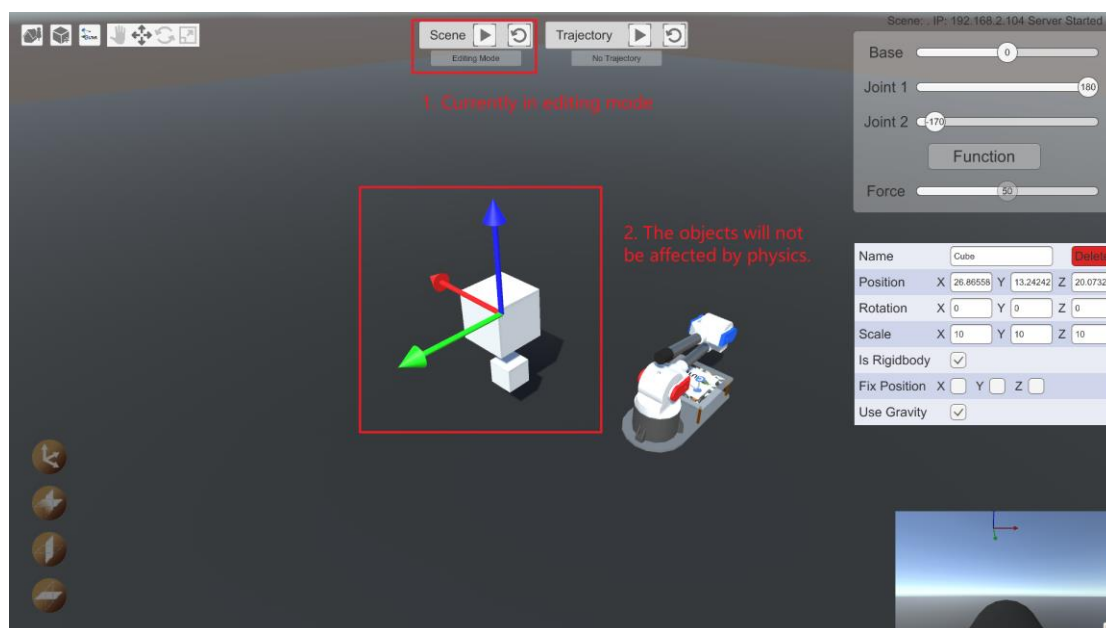 Scene: . IP: 192.168.2.104 Server Started
Scene
Trajectory
Editing Mode
No Trajectory
1. Currently in editing mode
Base 0
Joint 1 180
Joint 2 -170
Function
Force 50
2. The objects will not
be affected by physics.
Name Cube Delete
Position X 26.86558 Y 13.24242 Z 20.0732
Rotation X 0 Y 0 Z 0
Scale X 10 Y 10 Z 10
Is Rigidbody
Fix Position X Y Z
Use Gravity